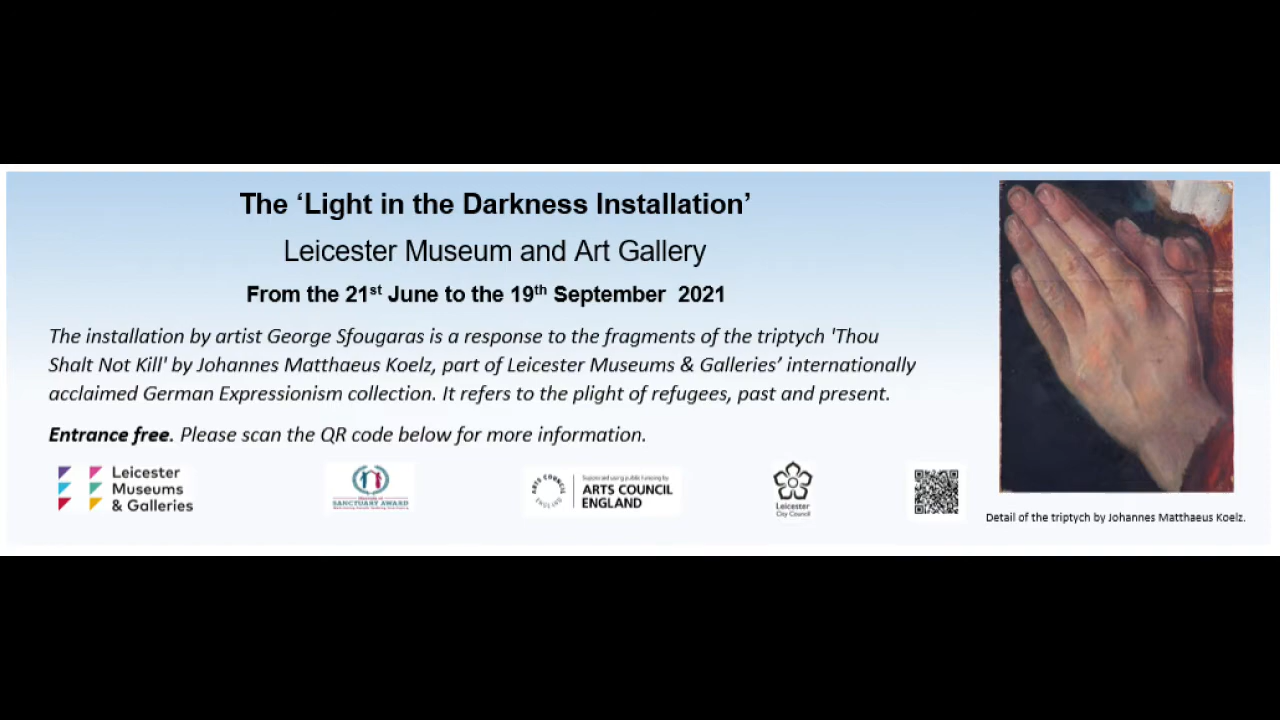 The ‘Light in the Darkness Installation’
Leicester Museum and Art Gallery
From the 21st June to the 19th September 2021
The installation by artist George Sfougaras is a response to the fragments of the triptych 'Thou
Shalt Not Kill' by Johannes Matthaeus Koelz, part of Leicester Museums & Galleries’ internationally
acclaimed German Expressionism collection. It refers to the plight of refugees, past and present.
Entrance free. Please scan the QR code below for more information.
Leicester
Museums
& Galleries
SANCTUARY AWARD
ARTS COUNCIL
ENGLAND
Supported using public funding by
ARTS COUNCIL
ENGLAND
Leicester
City Council
Detail of the triptych by Johannes Matthaeus Koelz.